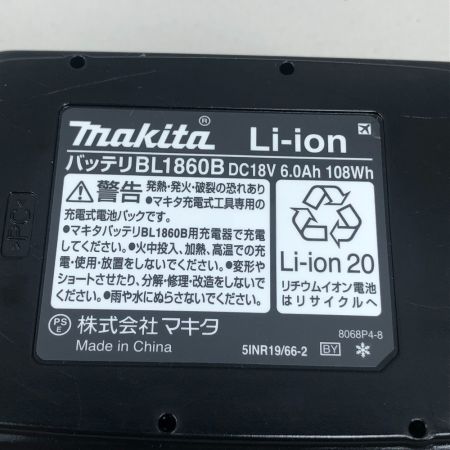 makita® Li-ion
バッテリBL1860B DC18V 6.0Ah 108Wh
警告 発熱・発火・破裂の恐れあり
●マキタ充電式工具専用の
充電式電池パックです。
●マキタバッテリBL1860B用充電器で充電
してください。●火中投入、加熱、高温での充
電・使用・放置をしないでください。●変形や
ショートさせたり、分解・修理・改造をしないで
ください。●雨や水にぬらさないでください。
Li-ion 20
リチウムイオン電池
はリサイクルへ
PS
E
株式会社マキタ
Made in China
5INR19/66-2
BY
8068P4-8
>PC<